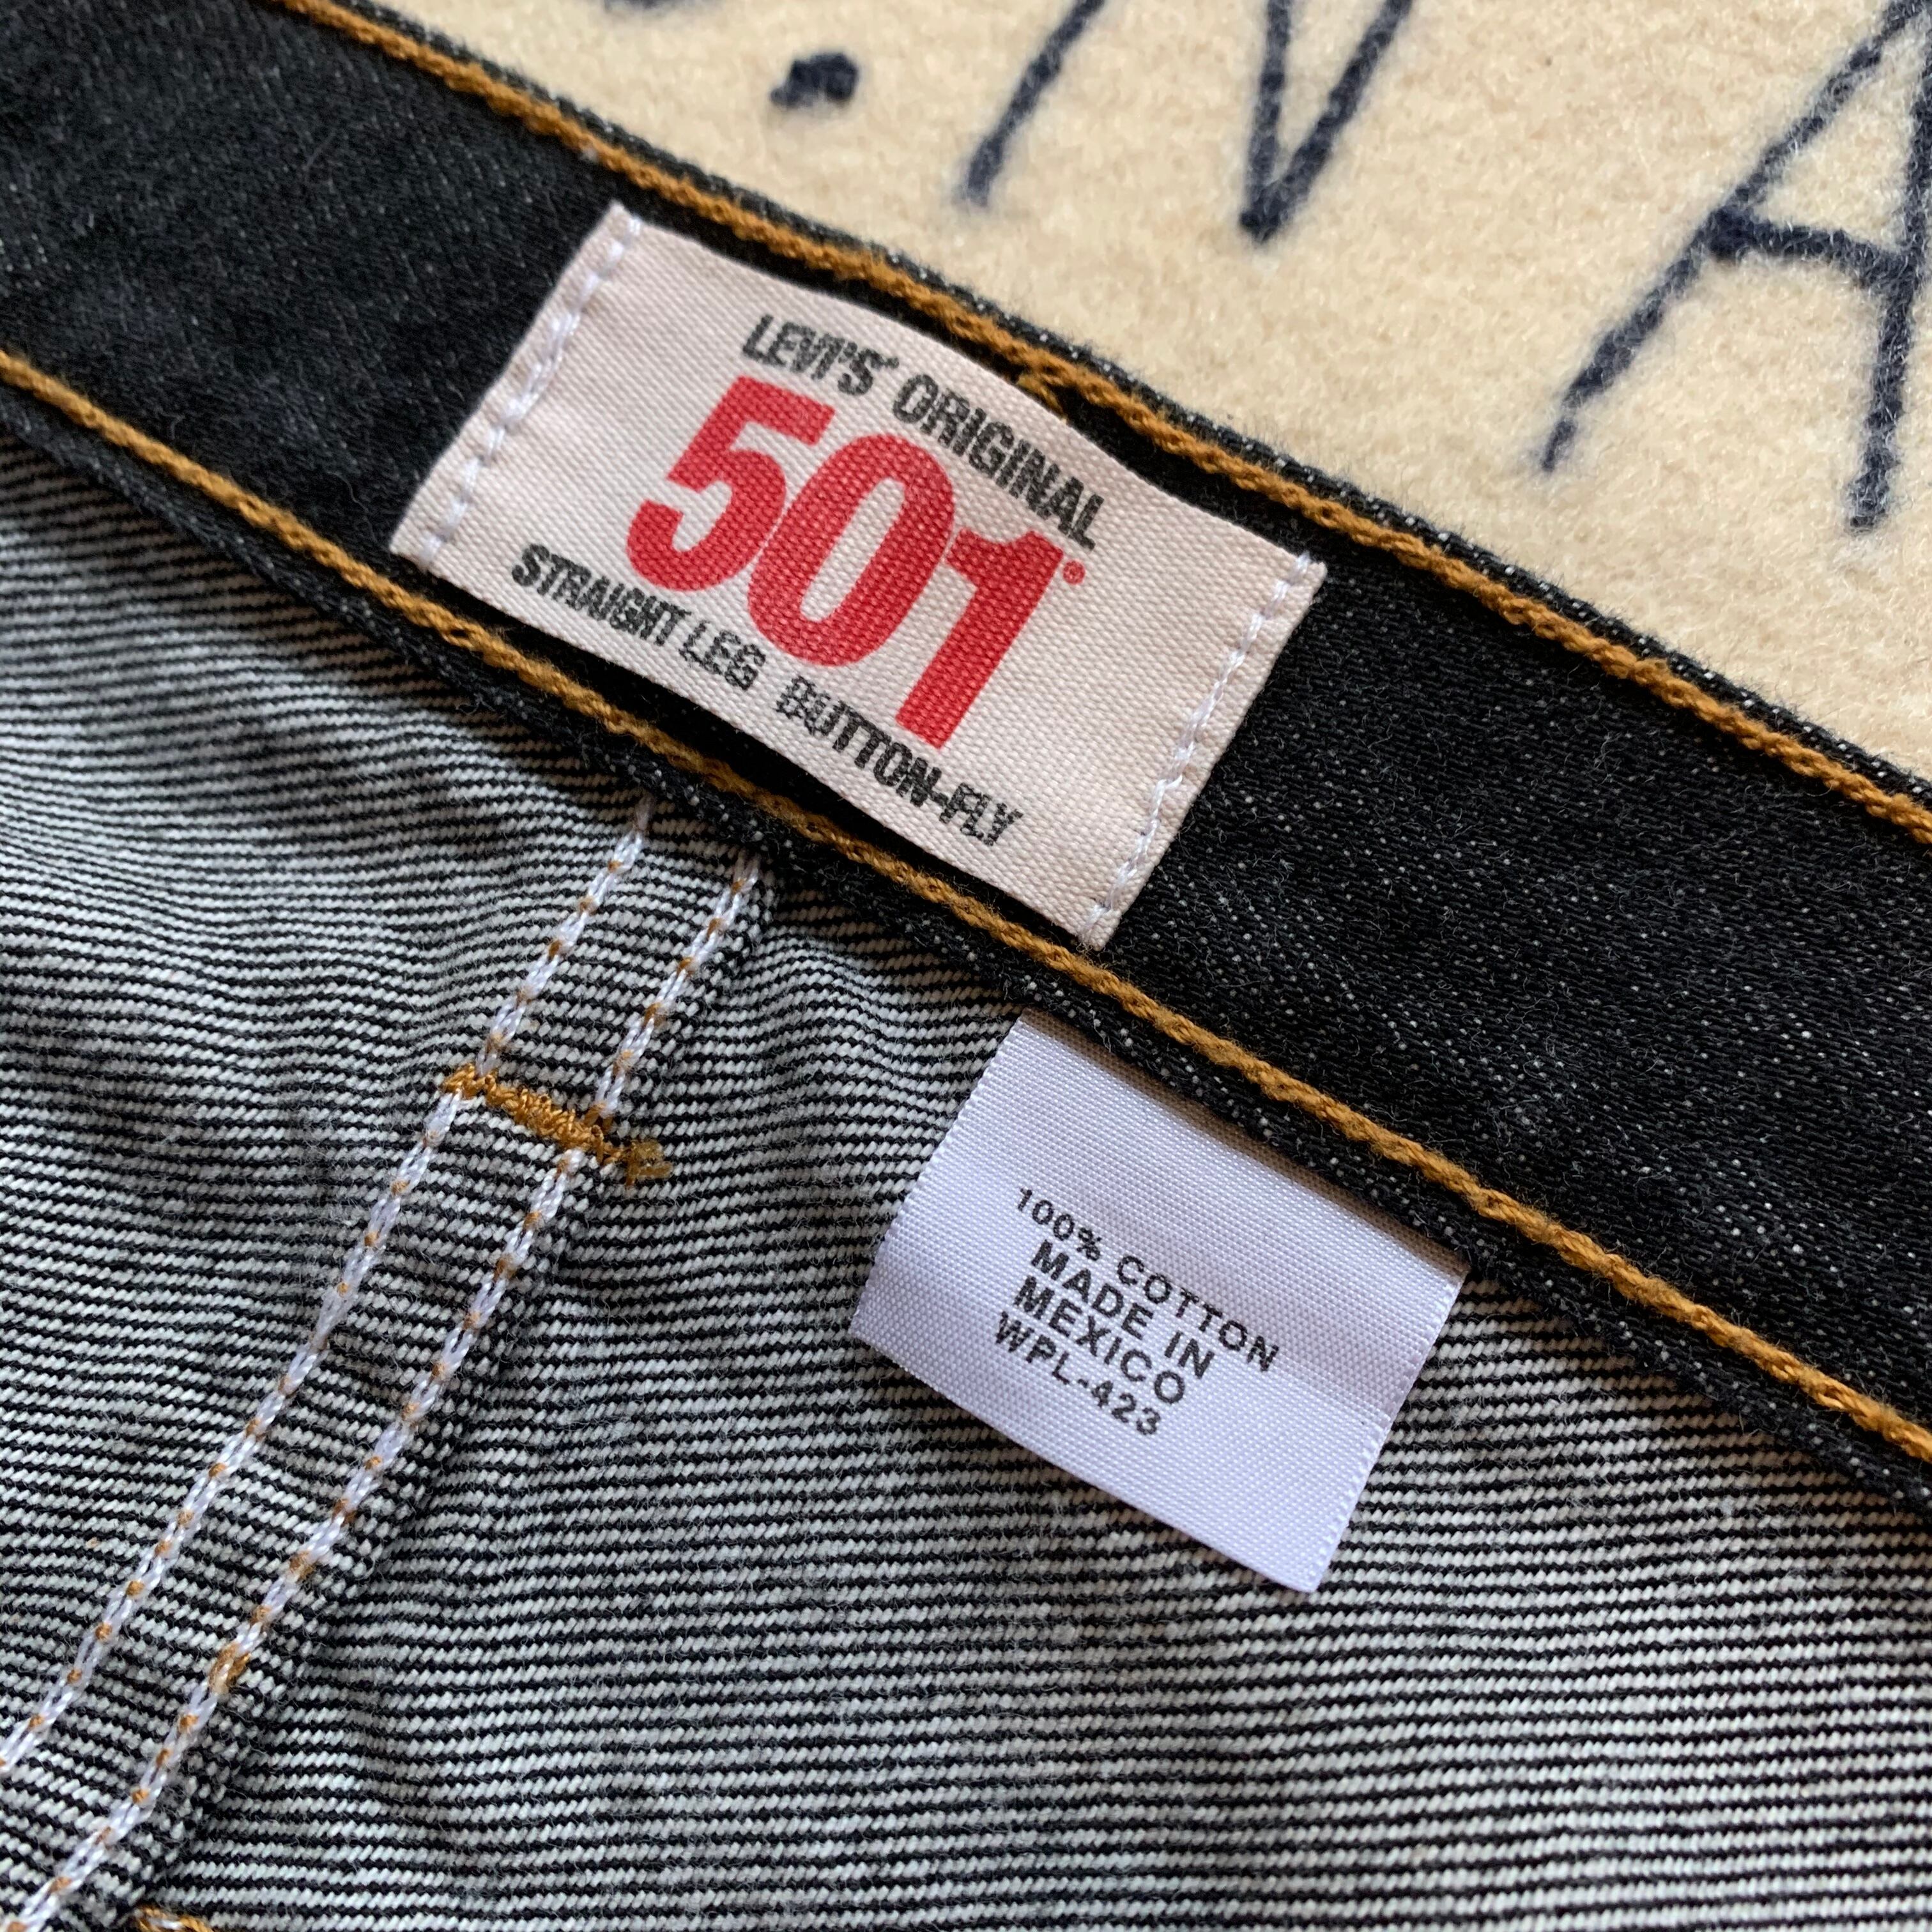 N A
LEVI'S® ORIGINAL
501®
STRAIGHT LEG BUTTON-FLY
100% COTTON
MADE IN
MEXICO
WPL-423